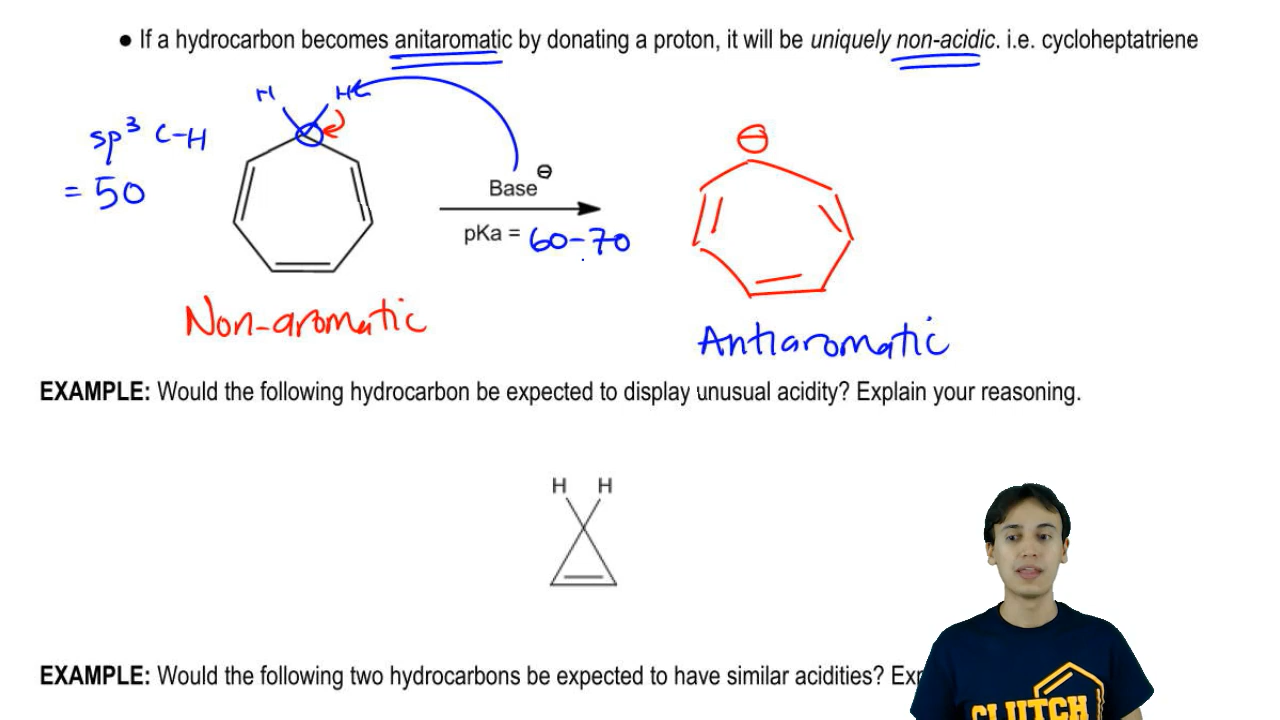 ● If a hydrocarbon becomes anitaromatic by donating a proton, it will be uniquely non-acidic. i.e. cycloheptatriene
H H
sp³ C-H
= 50
Base⊖
pKa = 60-70
⊖
Non-aromatic
Antiaromatic
EXAMPLE: Would the following hydrocarbon be expected to display unusual acidity? Explain your reasoning.
H H
EXAMPLE: Would the following two hydrocarbons be expected to have similar acidities?
CLUTCH